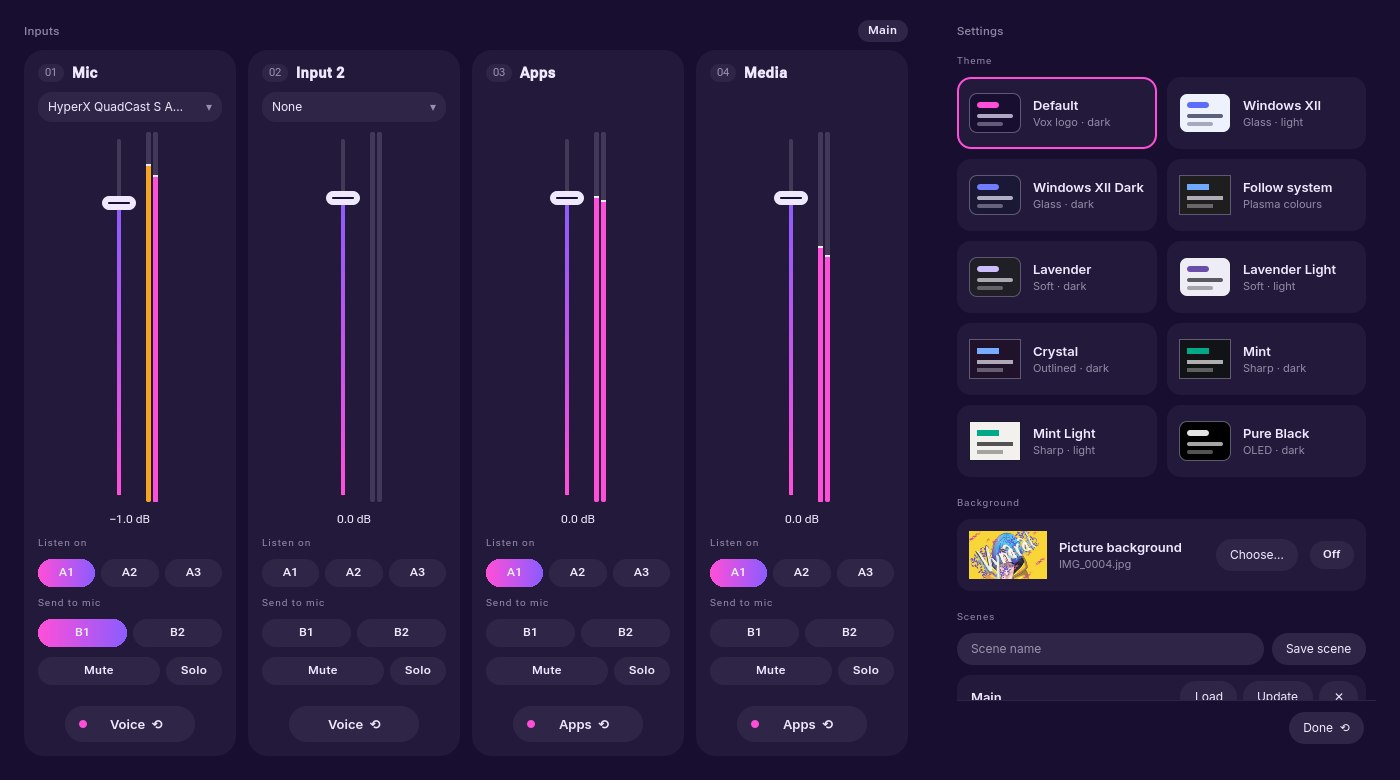 Inputs
Main
01 Mic
HyperX QuadCast S A... ▾
−1.0 dB
Listen on
A1 A2 A3
Send to mic
B1 B2
Mute Solo
Voice ⟲
02 Input 2
None ▾
0.0 dB
Listen on
A1 A2 A3
Send to mic
B1 B2
Mute Solo
Voice ⟲
03 Apps
0.0 dB
Listen on
A1 A2 A3
Send to mic
B1 B2
Mute Solo
Apps ⟲
04 Media
0.0 dB
Listen on
A1 A2 A3
Send to mic
B1 B2
Mute Solo
Apps ⟲
Settings
Theme
Default
Vox logo · dark
Windows XII
Glass · light
Windows XII Dark
Glass · dark
Follow system
Plasma colours
Lavender
Soft · dark
Lavender Light
Soft · light
Crystal
Outlined · dark
Mint
Sharp · dark
Mint Light
Sharp · light
Pure Black
OLED · dark
Background
Picture background
IMG_0004.jpg
Choose...
Off
Scenes
Scene name
Save scene
Main
Load
Update
✕
Done ⟲